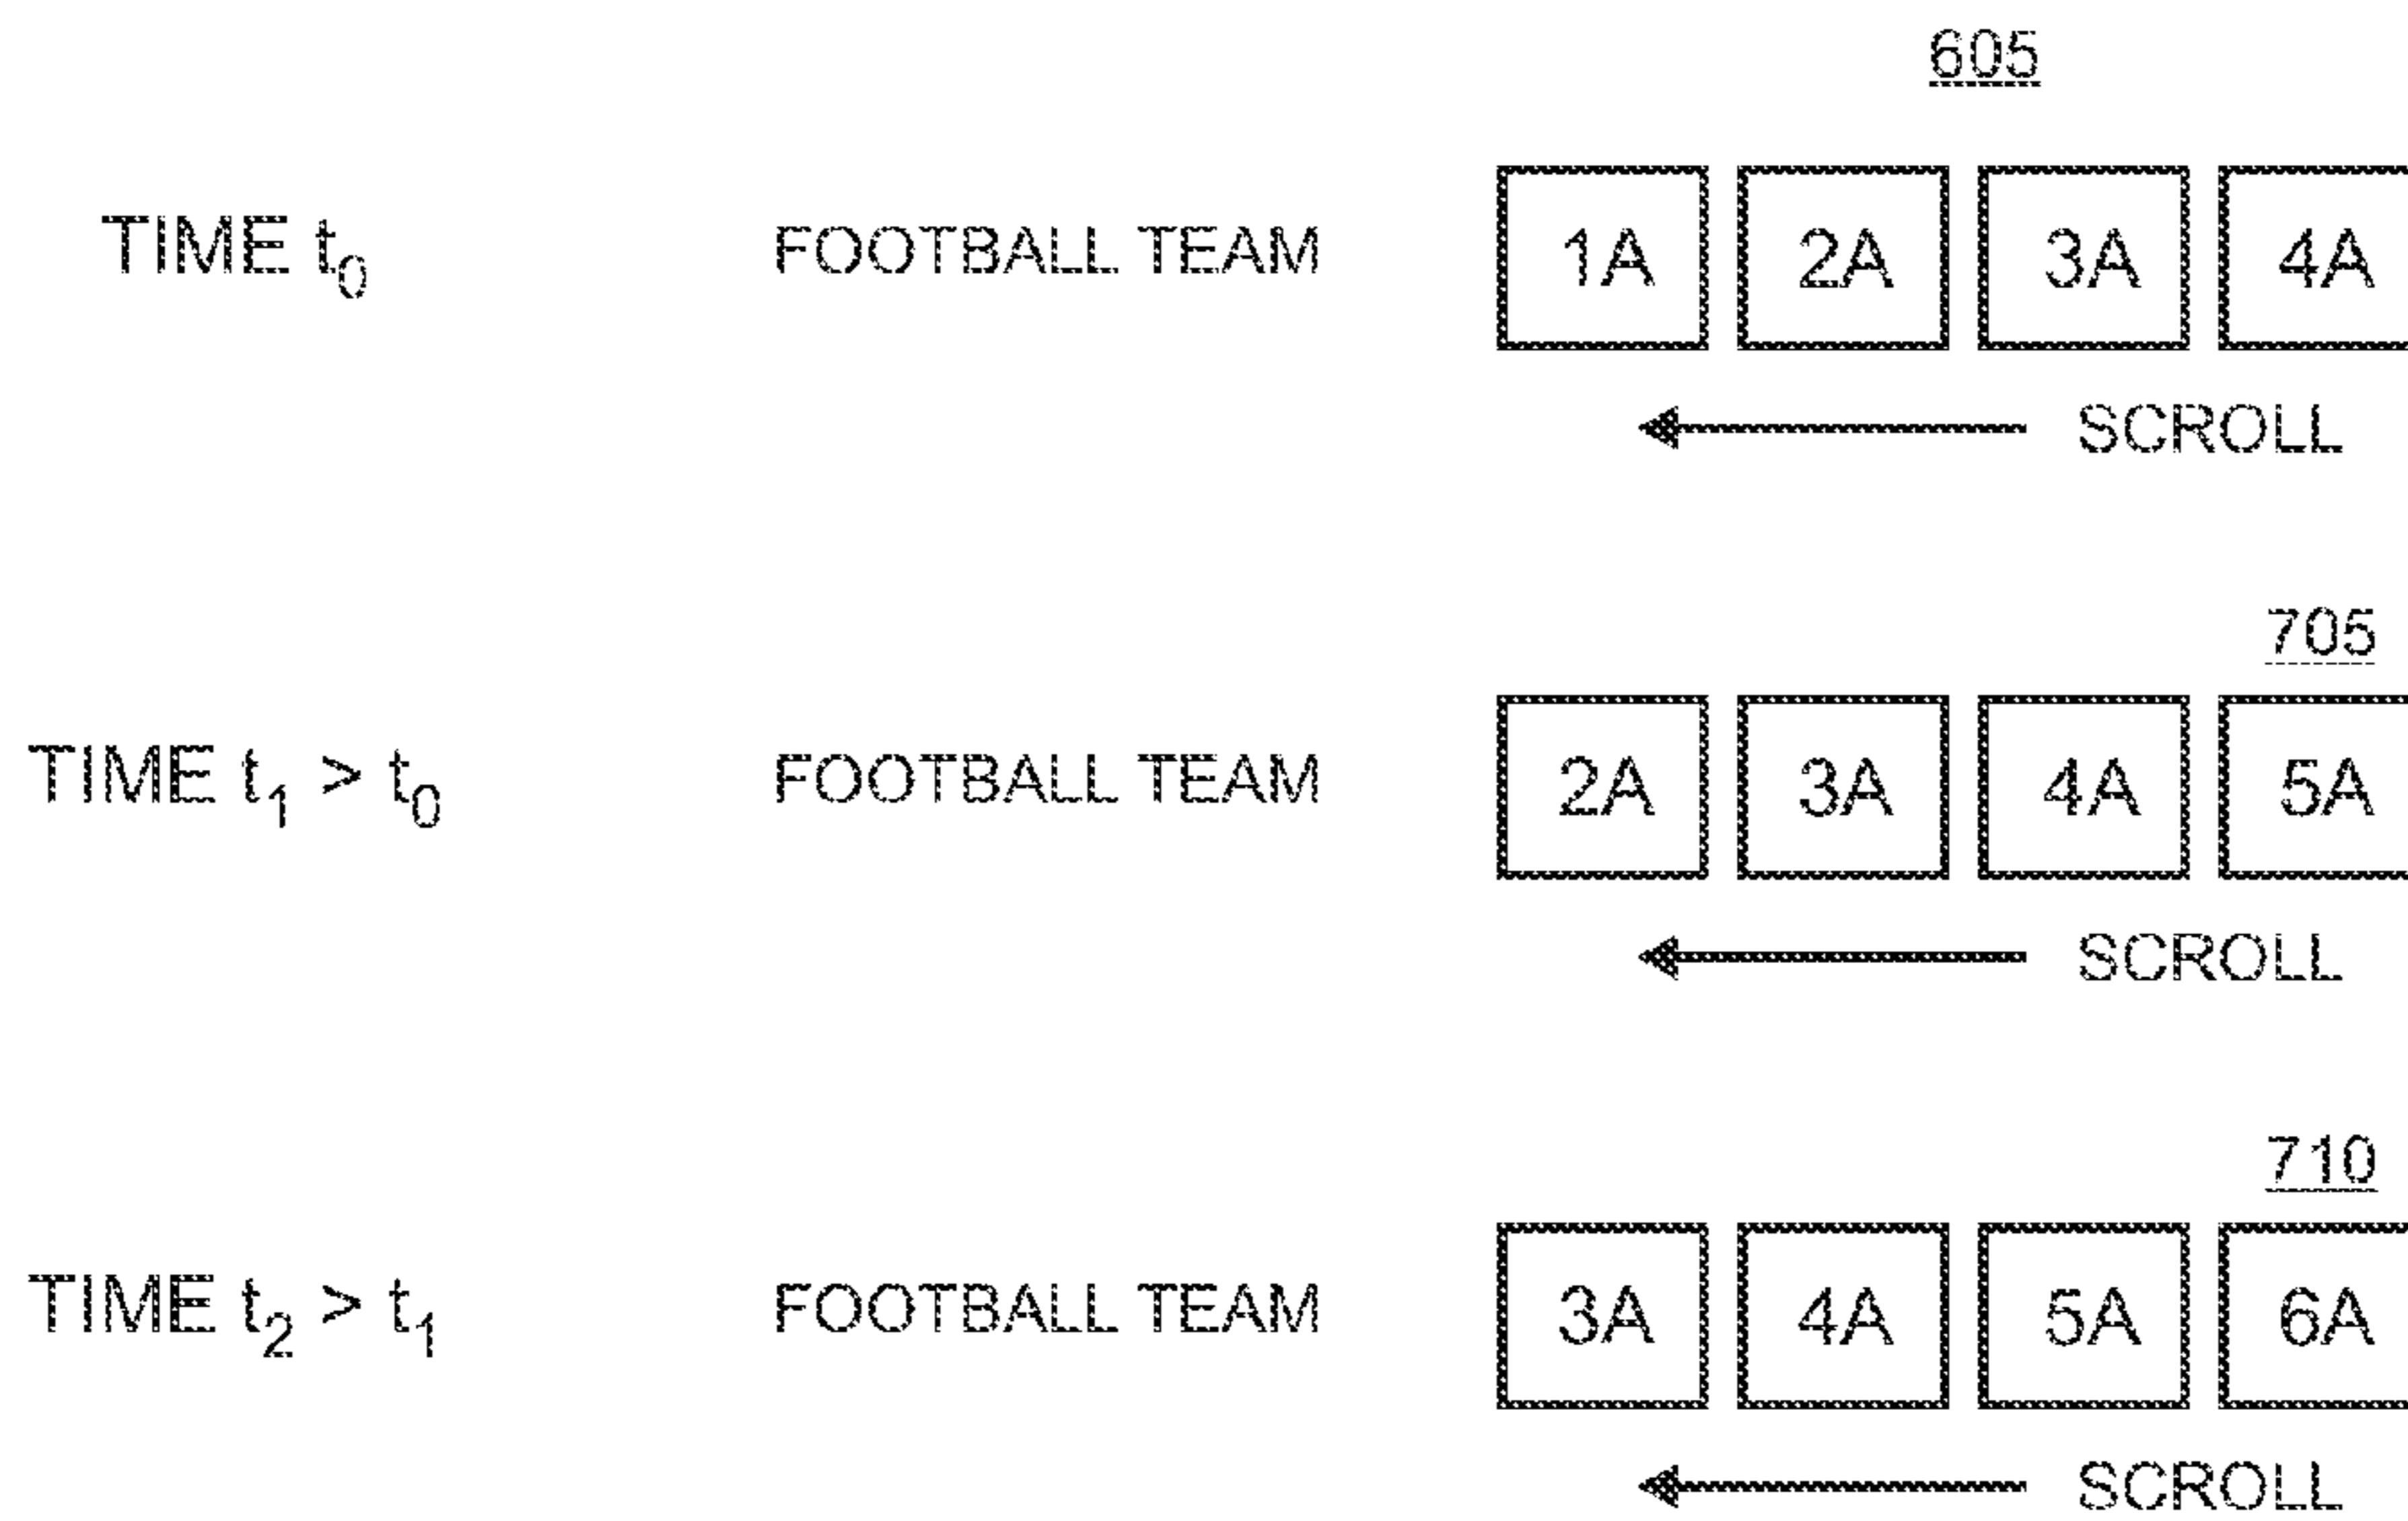 605
TIME t₀ FOOTBALL TEAM 1A 2A 3A 4A
SCROLL
705
TIME t₁ > t₀ FOOTBALL TEAM 2A 3A 4A 5A
SCROLL
710
TIME t₂ > t₁ FOOTBALL TEAM 3A 4A 5A 6A
SCROLL